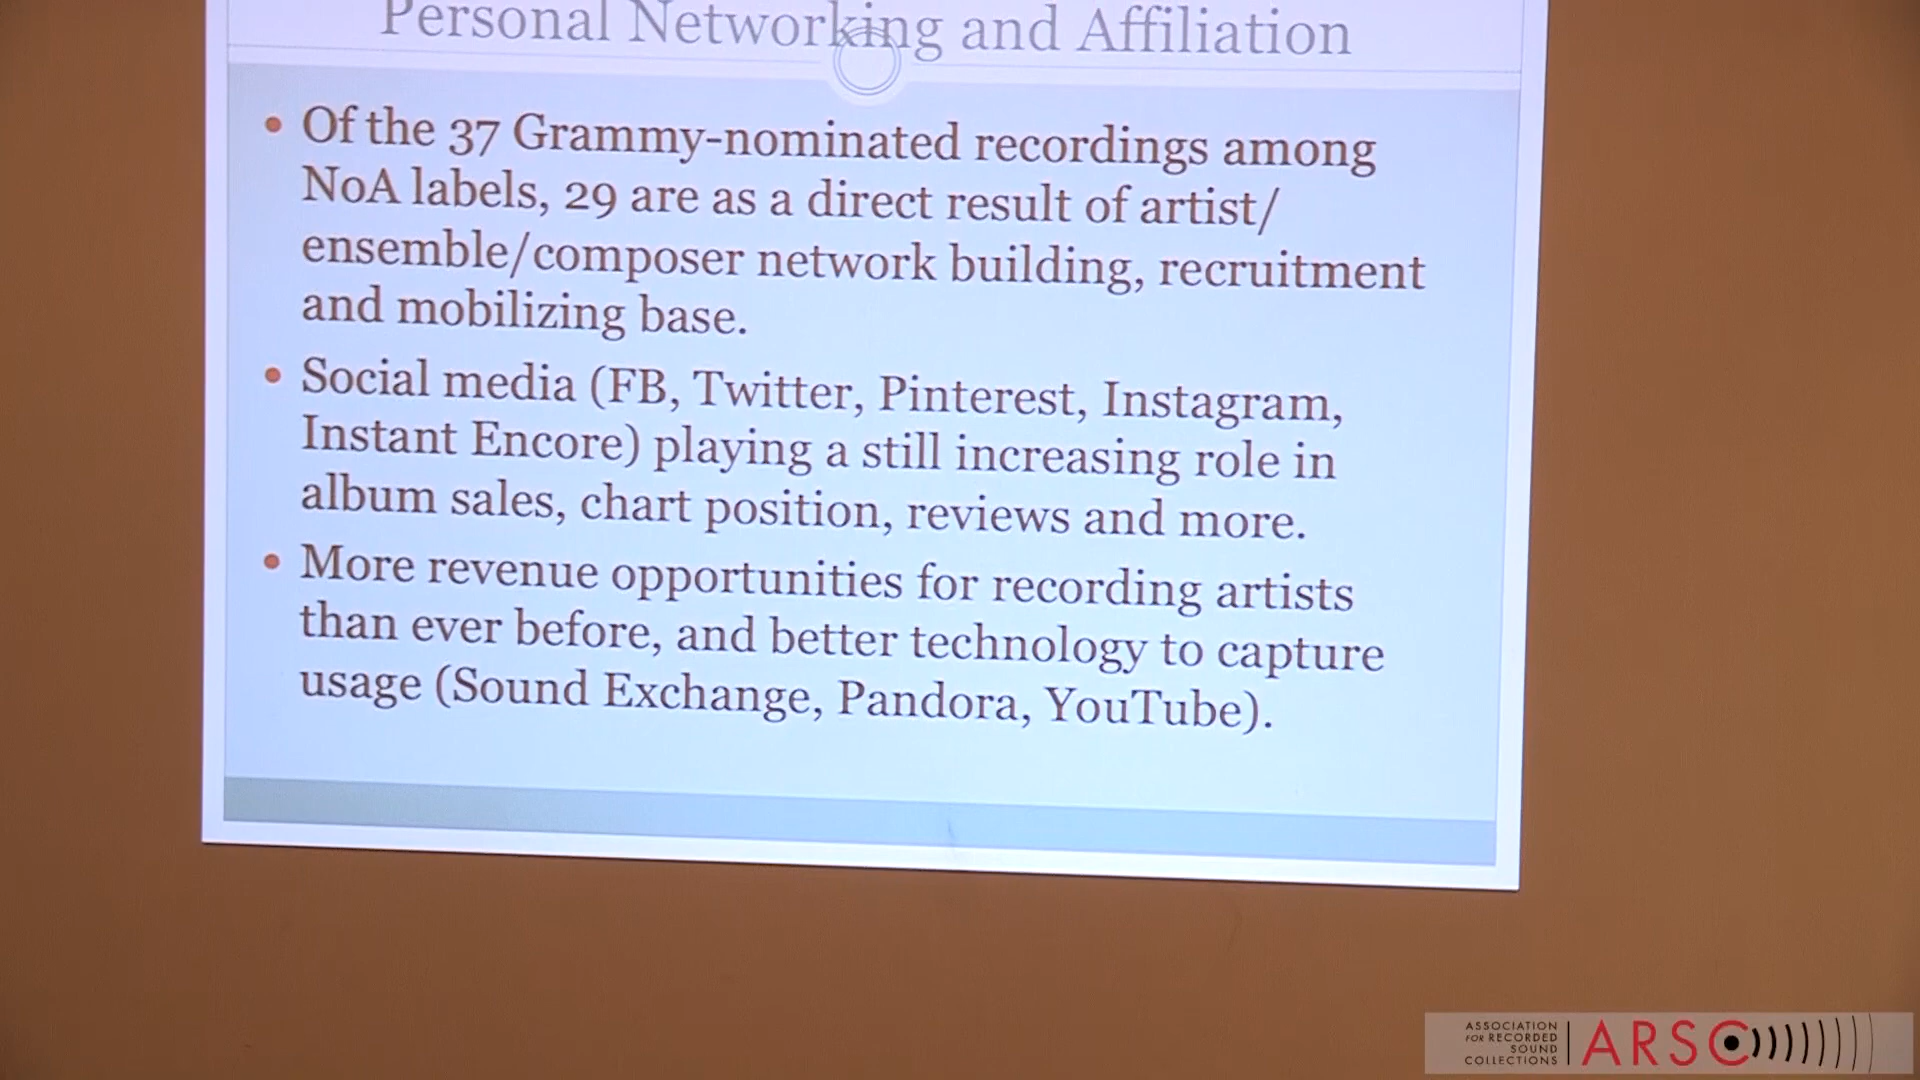 Personal Networking and Affiliation
• Of the 37 Grammy-nominated recordings among
NoA labels, 29 are as a direct result of artist/
ensemble/composer network building, recruitment
and mobilizing base.
• Social media (FB, Twitter, Pinterest, Instagram,
Instant Encore) playing a still increasing role in
album sales, chart position, reviews and more.
• More revenue opportunities for recording artists
than ever before, and better technology to capture
usage (Sound Exchange, Pandora, YouTube).
ASSOCIATION
FOR RECORDED
SOUND
COLLECTIONS
ARSC